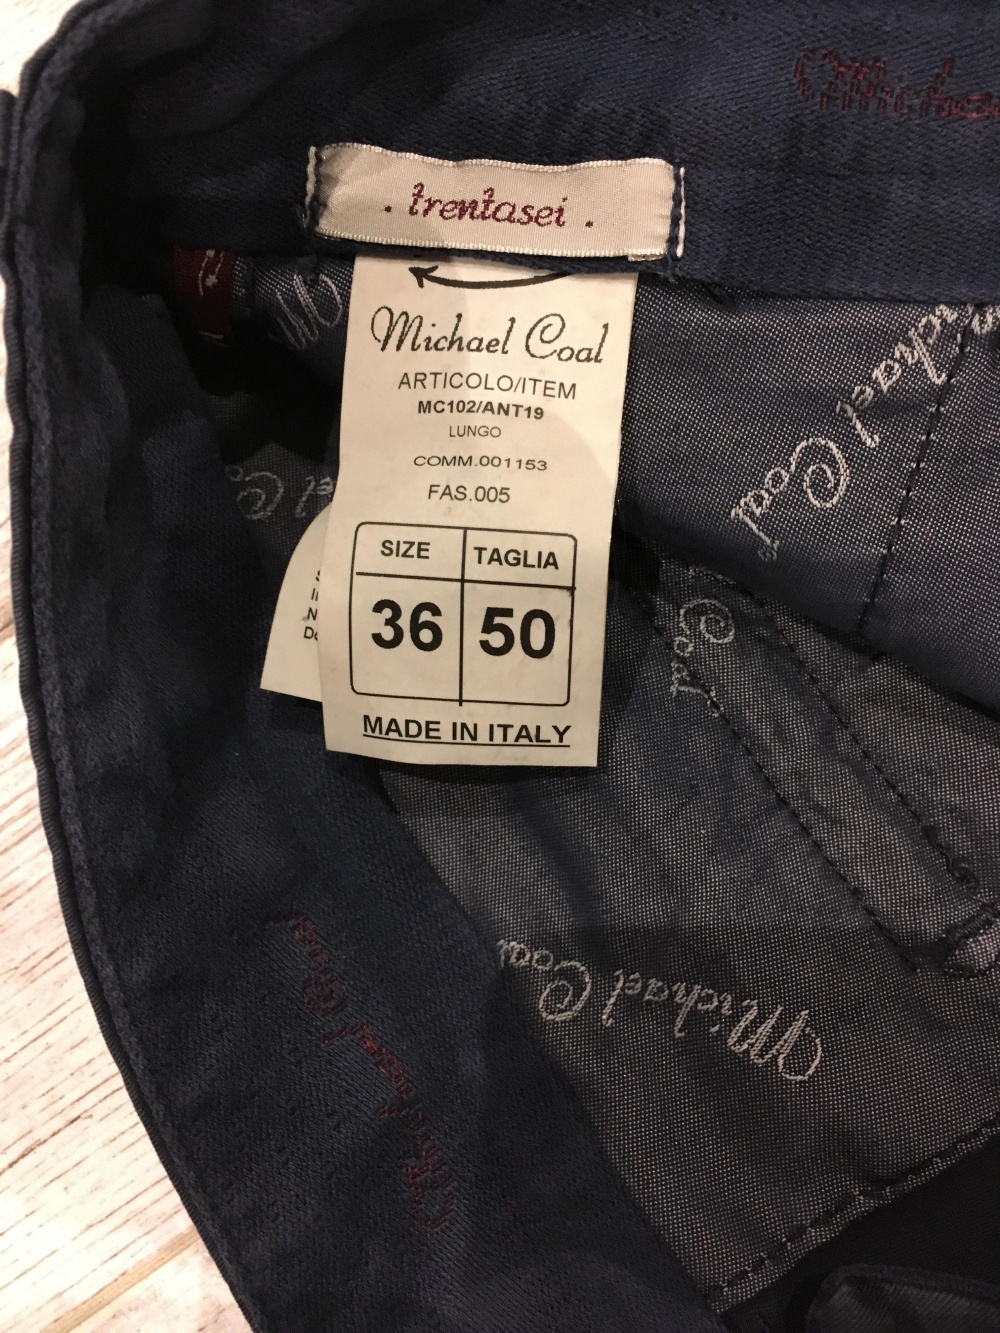 Micha
. trentasei .
Michael Coal
ARTICOLO/ITEM
MC102/ANT19
LUNGO
COMM.001153
FAS.005
SIZE TAGLIA
36 50
MADE IN ITALY
Michael Coal
Coal
Michael Coal
Michael Coal